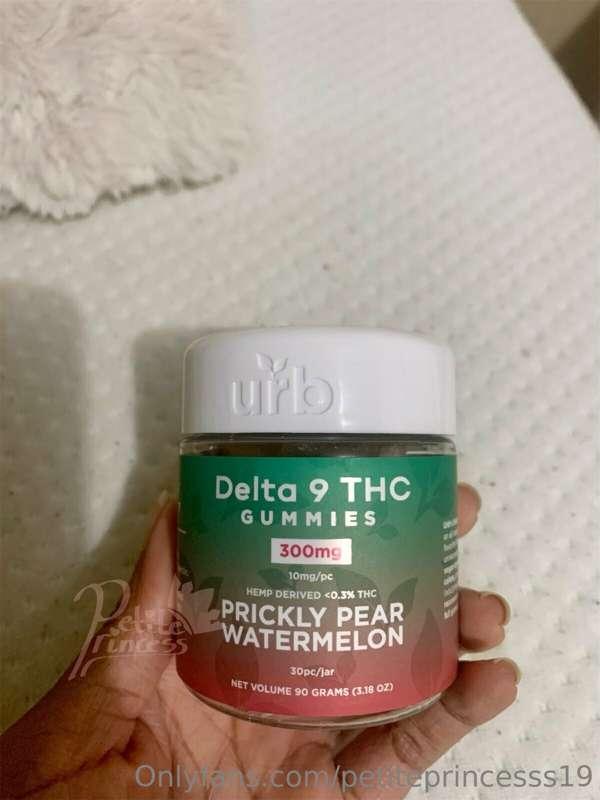 urb
Delta 9 THC
GUMMIES
300mg
10mg/pc
HEMP DERIVED <0.3% THC
PRICKLY PEAR
WATERMELON
30pc/jar
NET VOLUME 90 GRAMS (3.18 OZ)
Petite
Princess
Onlyfans.com/petiteprincesss19